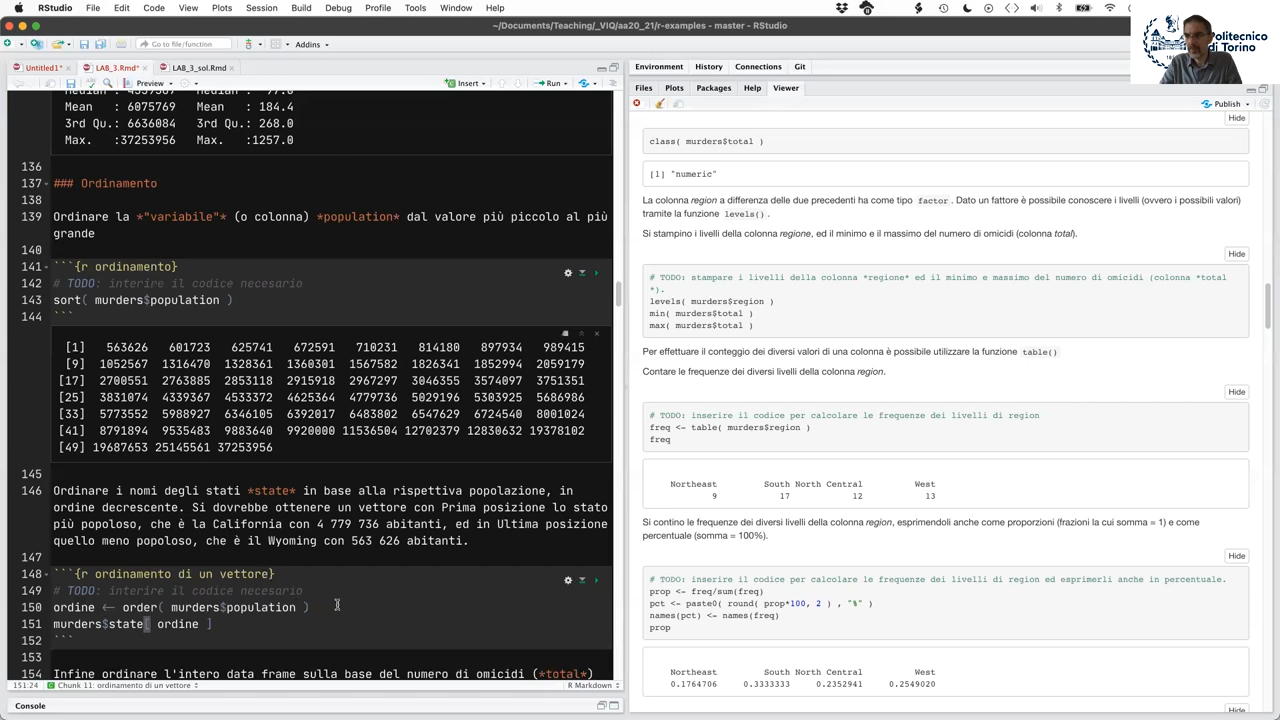 RStudio File Edit Code View Plots Session Build Debug Profile Tools Window Help
~/Documents/Teaching/_VIQ/aa20_21/r-examples - master - RStudio
Go to file/function Addins
Politecnico
di Torino
Untitled1* LAB_3.Rmd* LAB_3_sol.Rmd
Preview Insert Run
Mean : 6075769 Mean : 184.4
3rd Qu.: 6636084 3rd Qu.: 268.0
Max. :37253956 Max. :1257.0
136
137 ### Ordinamento
138
139 Ordinare la *"variabile"* (o colonna) *population* dal valore più piccolo al più
grande
140
141 ```{r ordinamento}
142 # TODO: interire il codice necesario
143 sort( murders$population )
144 ```
[1] 563626 601723 625741 672591 710231 814180 897934 989415
[9] 1052567 1316470 1328361 1360301 1567582 1826341 1852994 2059179
[17] 2700551 2763885 2853118 2915918 2967297 3046355 3574097 3751351
[25] 3831074 4339367 4533372 4625364 4779736 5029196 5303925 5686986
[33] 5773552 5988927 6346105 6392017 6483802 6547629 6724540 8001024
[41] 8791894 9535483 9883640 9920000 11536504 12702379 12830632 19378102
[49] 19687653 25145561 37253956
145
146 Ordinare i nomi degli stati *state* in base alla rispettiva popolazione, in
ordine decrescente. Si dovrebbe ottenere un vettore con Prima posizione lo stato
più popoloso, che è la California con 4 779 736 abitanti, ed in Ultima posizione
quello meno popoloso, che è il Wyoming con 563 626 abitanti.
147
148 ```{r ordinamento di un vettore}
149 # TODO: interire il codice necesario
150 ordine <- order( murders$population )
151 murders$state[ ordine ]
152 ```
153
154 Infine ordinare l'intero data frame sulla base del numero di omicidi (*total*)
151:24 Chunk 11: ordinamento di un vettore R Markdown
Console
Environment History Connections Git
Files Plots Packages Help Viewer
Publish
Hide
class( murders$total )
[1] "numeric"
La colonna region a differenza delle due precedenti ha come tipo factor. Dato un fattore è possibile conoscere i livelli (ovvero i possibili valori)
tramite la funzione levels().
Si stampino i livelli della colonna regione, ed il minimo e il massimo del numero di omicidi (colonna total).
Hide
# TODO: stampare i livelli della colonna *regione* ed il minimo e massimo del numero di omicidi (colonna *total
*).
levels( murders$region )
min( murders$total )
max( murders$total )
Per effettuare il conteggio dei diversi valori di una colonna è possibile utilizzare la funzione table()
Contare le frequenze dei diversi livelli della colonna region.
Hide
# TODO: inserire il codice per calcolare le frequenze dei livelli di region
freq <- table( murders$region )
freq
Northeast South North Central West
9 17 12 13
Si contino le frequenze dei diversi livelli della colonna region, esprimendoli anche come proporzioni (frazioni la cui somma = 1) e come
percentuale (somma = 100%).
Hide
# TODO: inserire il codice per calcolare le frequenze dei livelli di region ed esprimerli anche in percentuale.
prop <- freq/sum(freq)
pct <- paste0( round( prop*100, 2 ) , "%" )
names(pct) <- names(freq)
prop
Northeast South North Central West
0.1764706 0.3333333 0.2352941 0.2549020